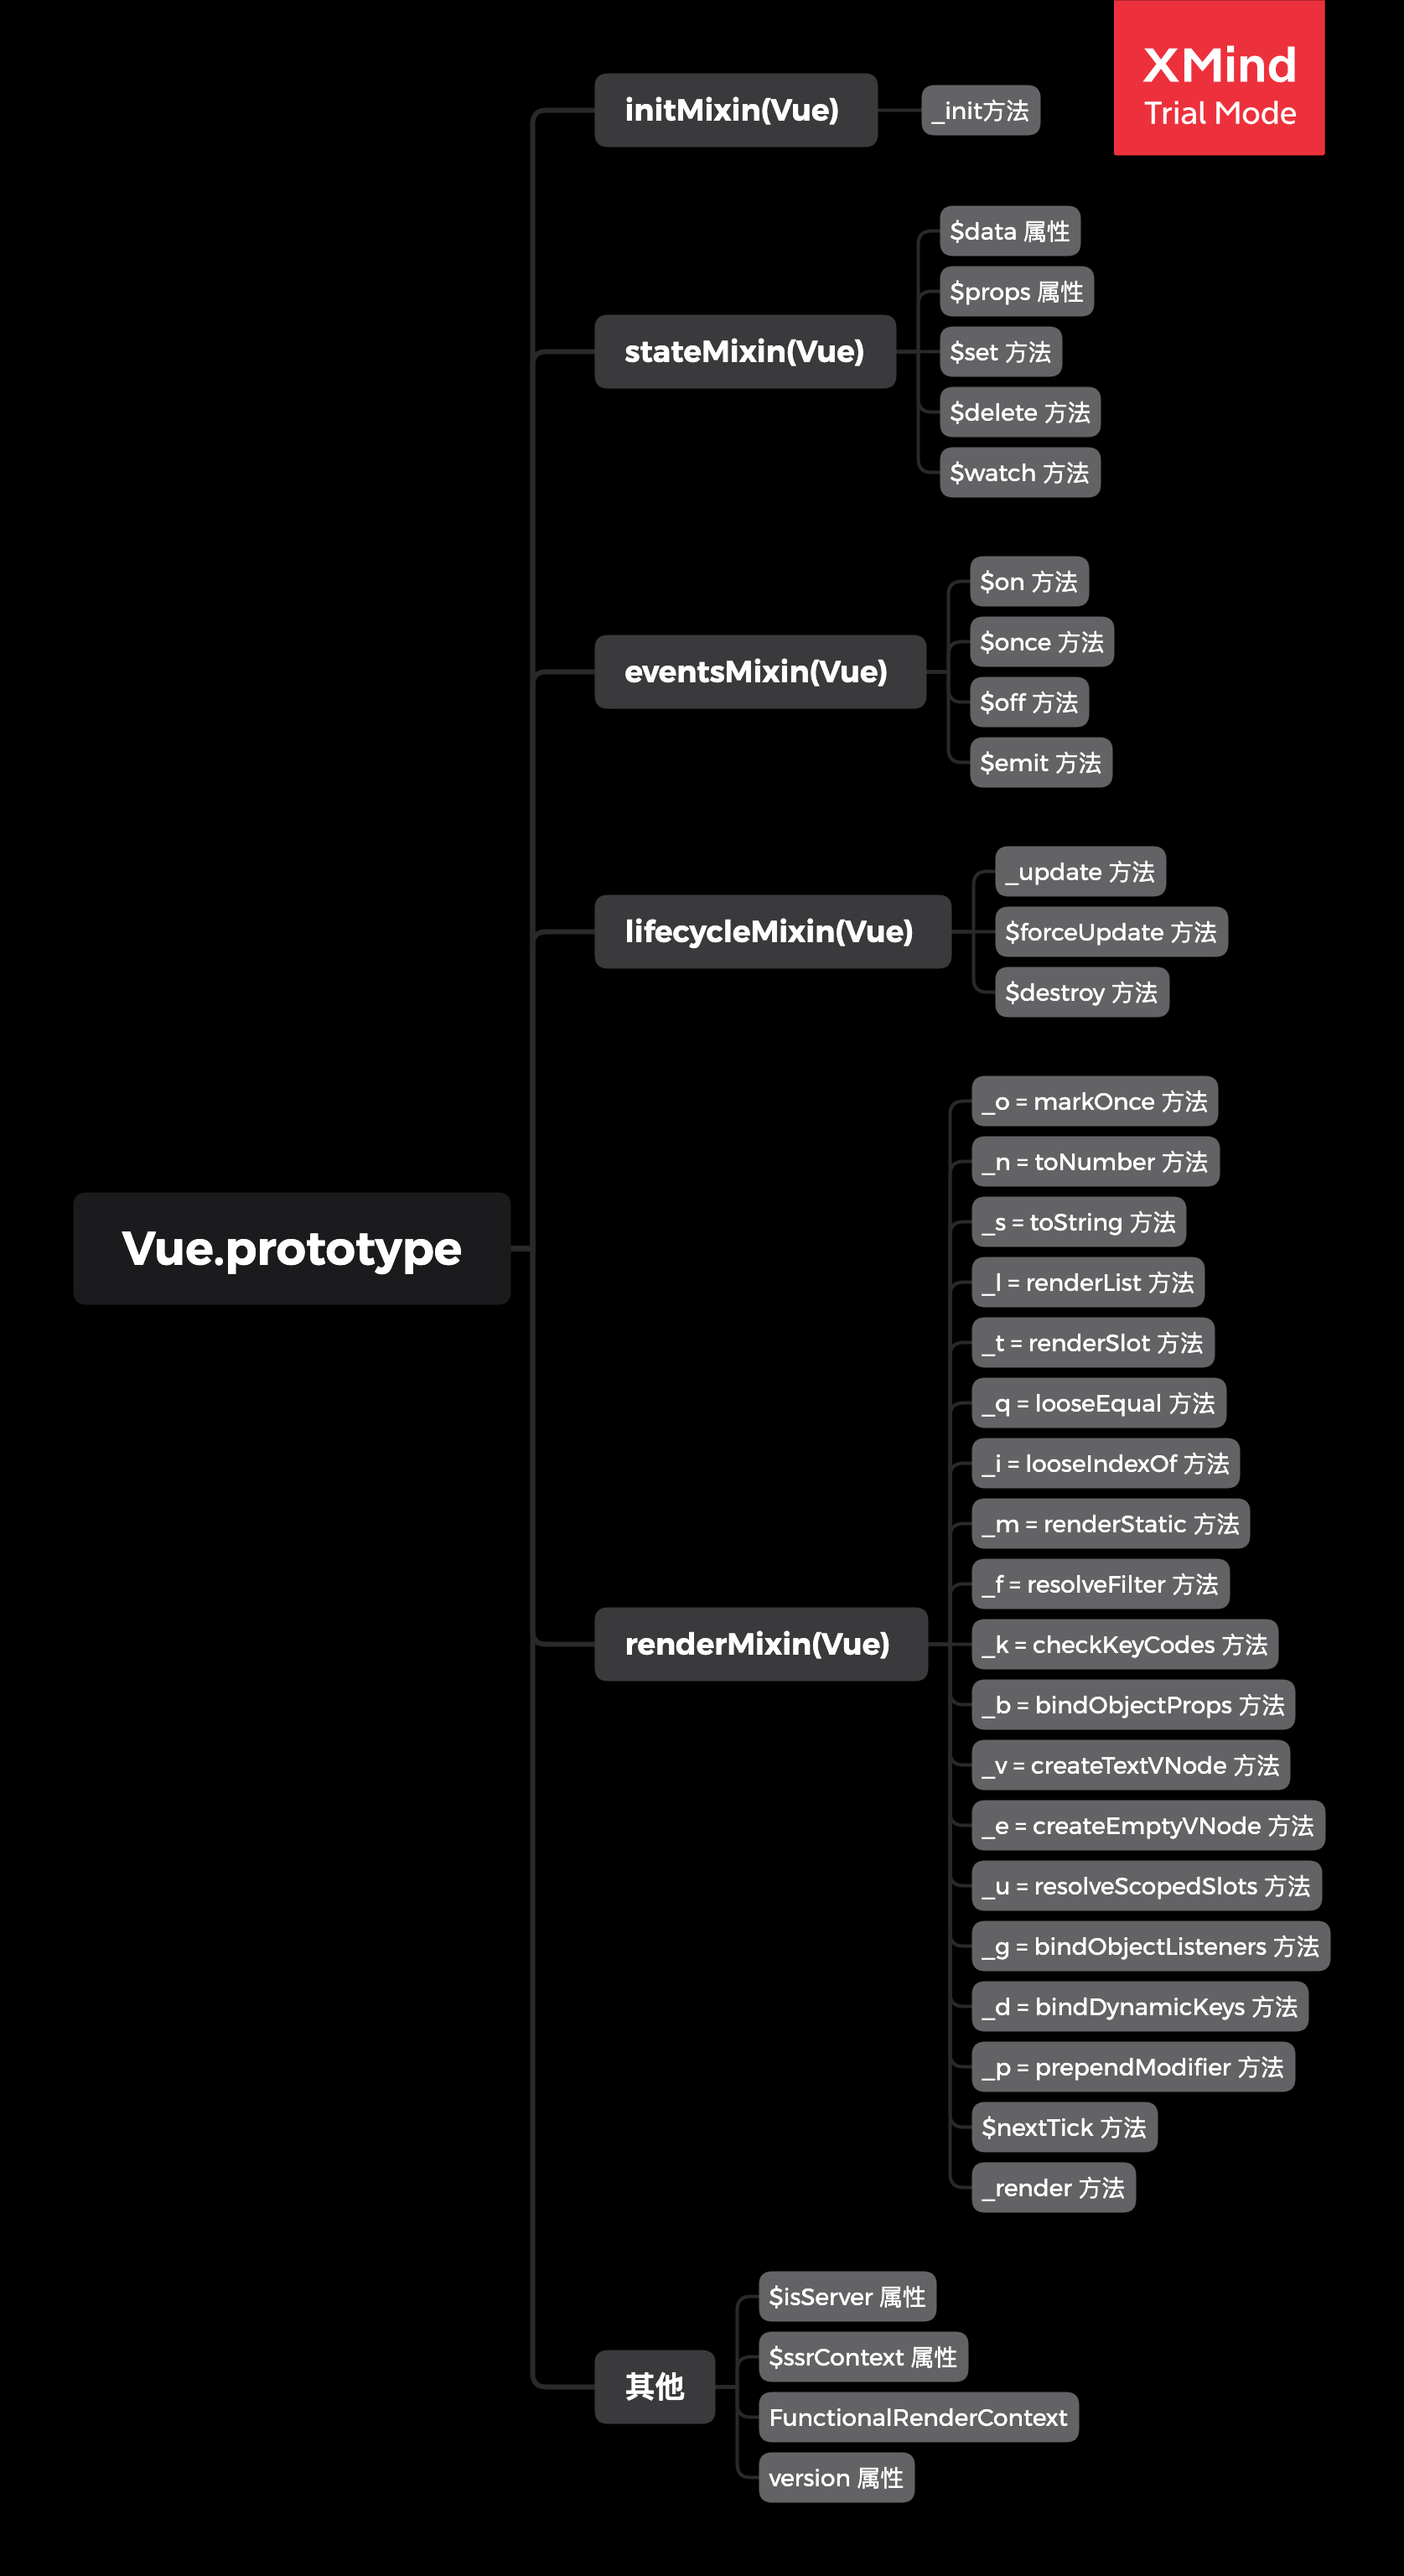 XMind
Trial Mode
Vue.prototype
initMixin(Vue)
_init方法
stateMixin(Vue)
$data 属性
$props 属性
$set 方法
$delete 方法
$watch 方法
eventsMixin(Vue)
$on 方法
$once 方法
$off 方法
$emit 方法
lifecycleMixin(Vue)
_update 方法
$forceUpdate 方法
$destroy 方法
renderMixin(Vue)
_o = markOnce 方法
_n = toNumber 方法
_s = toString 方法
_l = renderList 方法
_t = renderSlot 方法
_q = looseEqual 方法
_i = looseIndexOf 方法
_m = renderStatic 方法
_f = resolveFilter 方法
_k = checkKeyCodes 方法
_b = bindObjectProps 方法
_v = createTextVNode 方法
_e = createEmptyVNode 方法
_u = resolveScopedSlots 方法
_g = bindObjectListeners 方法
_d = bindDynamicKeys 方法
_p = prependModifier 方法
$nextTick 方法
_render 方法
其他
$isServer 属性
$ssrContext 属性
FunctionalRenderContext
version 属性